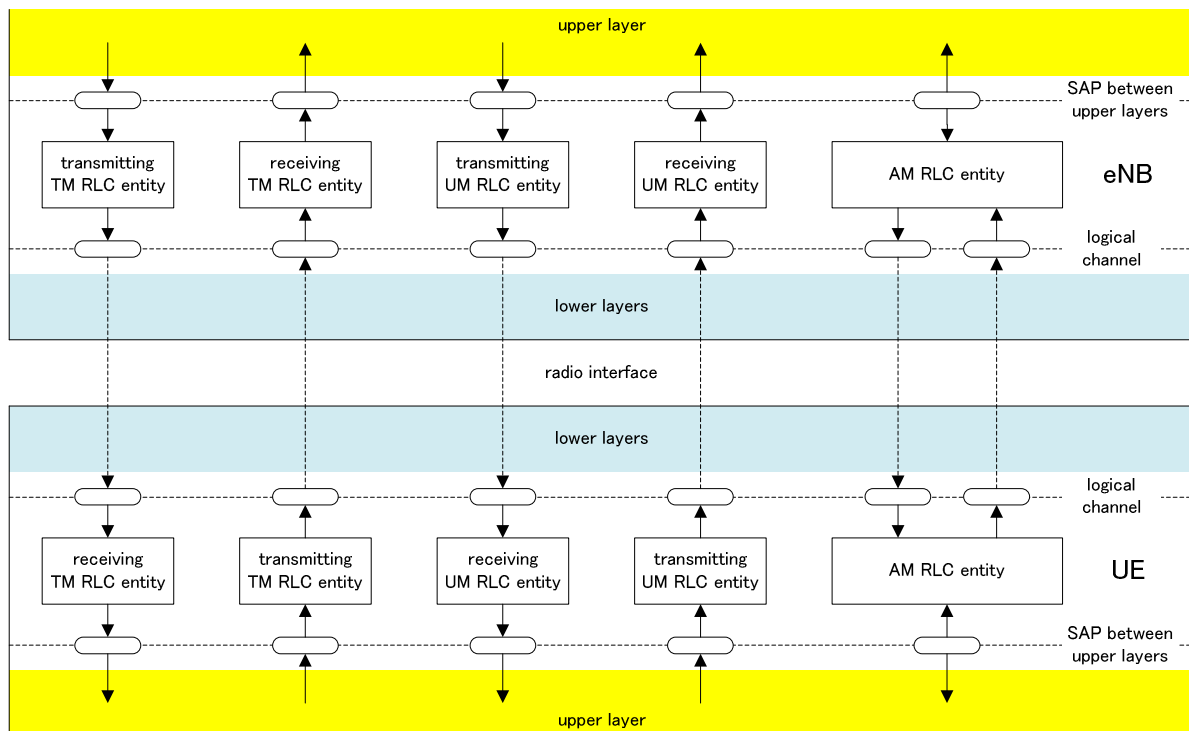 upper layer
SAP between
upper layers
transmitting
TM RLC entity
receiving
TM RLC entity
transmitting
UM RLC entity
receiving
UM RLC entity
AM RLC entity
eNB
logical
channel
lower layers
radio interface
lower layers
logical
channel
receiving
TM RLC entity
transmitting
TM RLC entity
receiving
UM RLC entity
transmitting
UM RLC entity
AM RLC entity
UE
SAP between
upper layers
upper layer